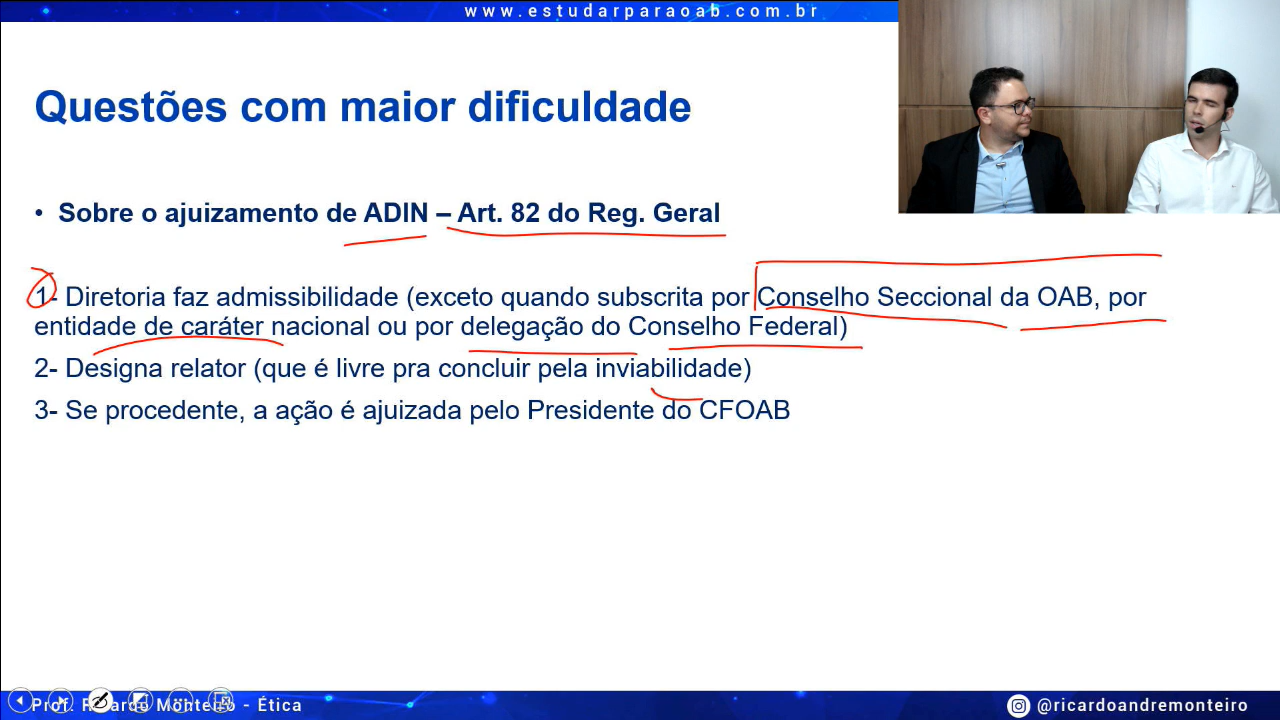 www.estudarparaoab.com.br
Questões com maior dificuldade
• Sobre o ajuizamento de ADIN – Art. 82 do Reg. Geral
1- Diretoria faz admissibilidade (exceto quando subscrita por Conselho Seccional da OAB, por
entidade de caráter nacional ou por delegação do Conselho Federal)
2- Designa relator (que é livre pra concluir pela inviabilidade)
3- Se procedente, a ação é ajuizada pelo Presidente do CFOAB
Prof. Ricardo Monteiro - Ética
@ricardoandremonteiro